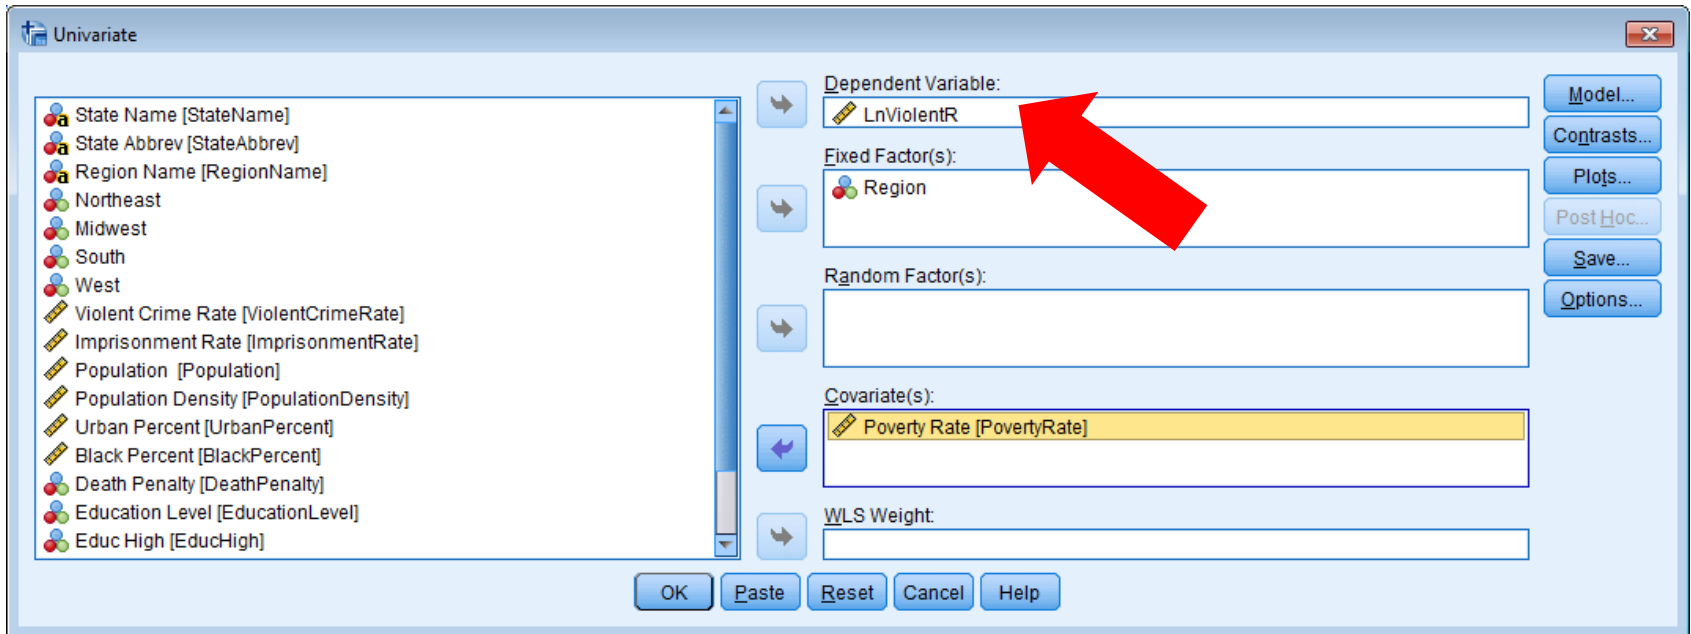 Univariate
State Name [StateName]
State Abbrev [StateAbbrev]
Region Name [RegionName]
Northeast
Midwest
South
West
Violent Crime Rate [ViolentCrimeRate]
Imprisonment Rate [ImprisonmentRate]
Population [Population]
Population Density [PopulationDensity]
Urban Percent [UrbanPercent]
Black Percent [BlackPercent]
Death Penalty [DeathPenalty]
Education Level [EducationLevel]
Educ High [EducHigh]
Dependent Variable:
LnViolentR
Fixed Factor(s):
Region
Random Factor(s):
Covariate(s):
Poverty Rate [PovertyRate]
WLS Weight:
Model...
Contrasts...
Plots...
Post Hoc...
Save...
Options...
OK
Paste
Reset
Cancel
Help